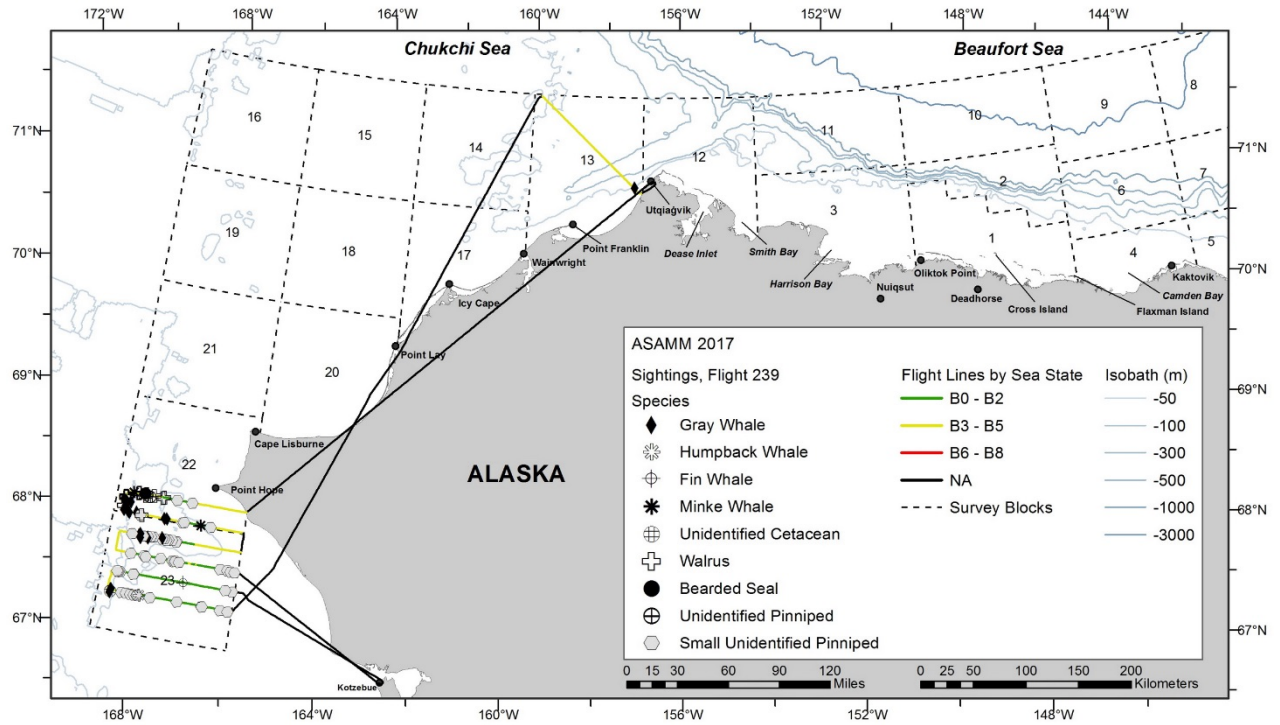 172°W 168°W 164°W 160°W 156°W 152°W 148°W 144°W
Chukchi Sea Beaufort Sea
16 15 14 13 12 11 10 9 8
71°N 71°N
7
6
2
19 18 17 3 1 4 5
Utqiaġvik
Point Franklin
Dease Inlet
Smith Bay
70°N 70°N
Wainwright
Harrison Bay
Oliktok Point
Kaktovik
Icy Cape
Nuiqsut
Deadhorse
Cross Island
Camden Bay
Flaxman Island
21 20
Point Lay
69°N 69°N
Cape Lisburne
22
Point Hope
ALASKA
68°N 68°N
23
67°N 67°N
Kotzebue
ASAMM 2017
Sightings, Flight 239
Species
Gray Whale
Humpback Whale
Fin Whale
Minke Whale
Unidentified Cetacean
Walrus
Bearded Seal
Unidentified Pinniped
Small Unidentified Pinniped
Flight Lines by Sea State
B0 - B2
B3 - B5
B6 - B8
NA
Survey Blocks
Isobath (m)
-50
-100
-300
-500
-1000
-3000
0 15 30 60 90 120
Miles
0 25 50 100 150 200
Kilometers
168°W 164°W 160°W 156°W 152°W 148°W